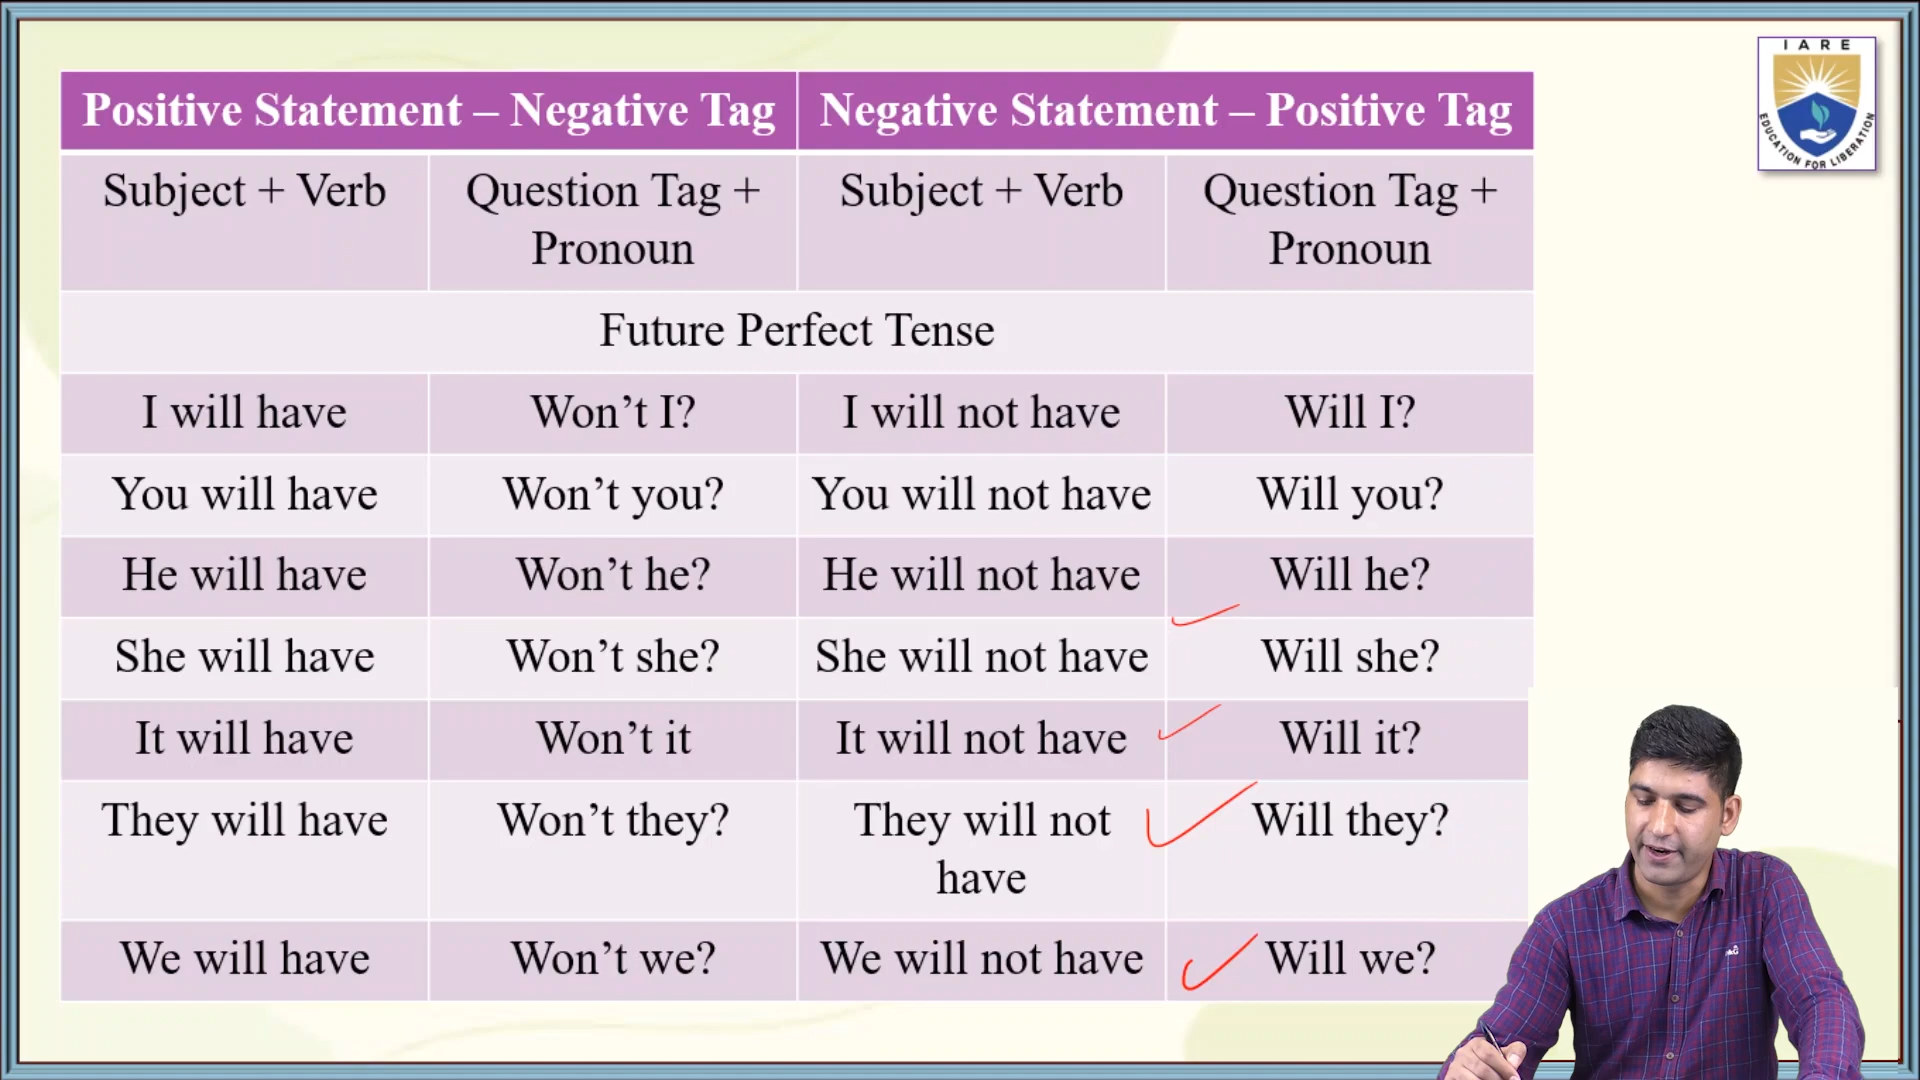 IARE
EDUCATION FOR LIBERATION
Positive Statement – Negative Tag
Negative Statement – Positive Tag
Subject + Verb
Question Tag +
Pronoun
Subject + Verb
Question Tag +
Pronoun
Future Perfect Tense
I will have
Won’t I?
I will not have
Will I?
You will have
Won’t you?
You will not have
Will you?
He will have
Won’t he?
He will not have
Will he?
She will have
Won’t she?
She will not have
Will she?
It will have
Won’t it
It will not have
Will it?
They will have
Won’t they?
They will not
have
Will they?
We will have
Won’t we?
We will not have
Will we?